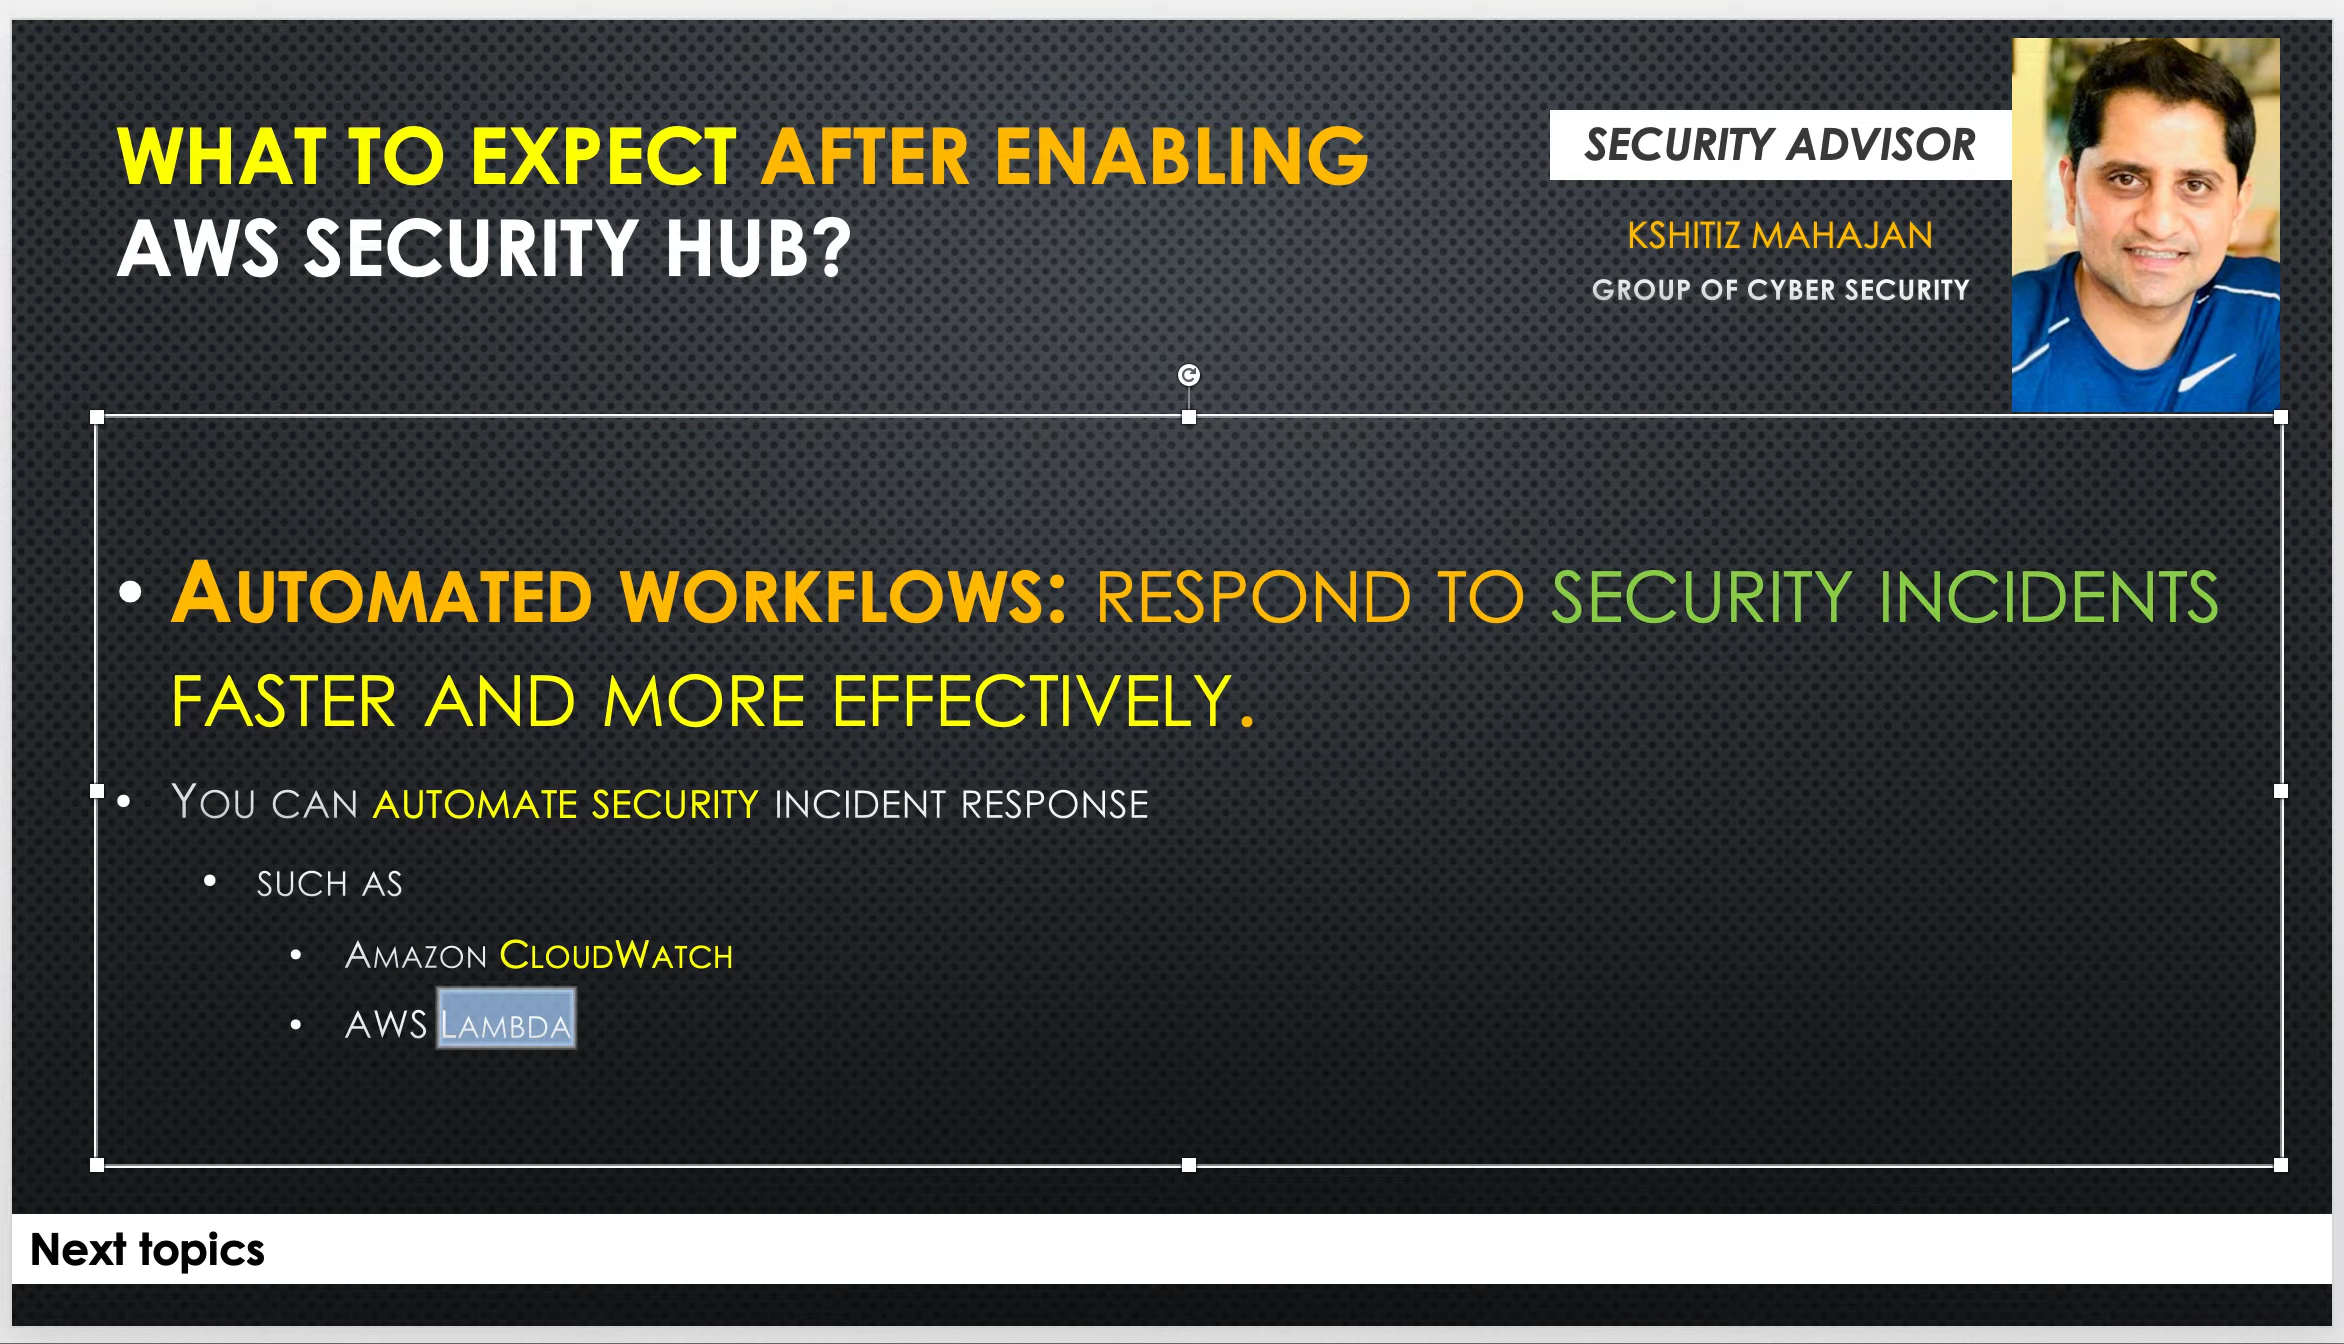 WHAT TO EXPECT AFTER ENABLING
AWS SECURITY HUB?
SECURITY ADVISOR
KSHITIZ MAHAJAN
GROUP OF CYBER SECURITY
• AUTOMATED WORKFLOWS: RESPOND TO SECURITY INCIDENTS
FASTER AND MORE EFFECTIVELY.
• YOU CAN AUTOMATE SECURITY INCIDENT RESPONSE
• SUCH AS
• AMAZON CLOUDWATCH
• AWS LAMBDA
Next topics